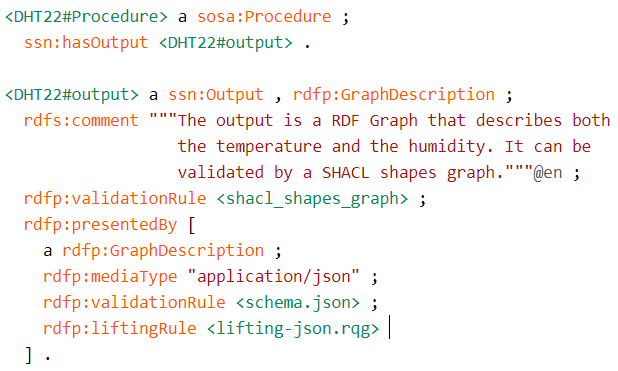 <DHT22#Procedure> a sosa:Procedure ;
ssn:hasOutput <DHT22#output> .
<DHT22#output> a ssn:Output , rdfp:GraphDescription ;
rdfs:comment """The output is a RDF Graph that describes both
the temperature and the humidity. It can be
validated by a SHACL shapes graph."""@en ;
rdfp:validationRule <shacl_shapes_graph> ;
rdfp:presentedBy [
a rdfp:GraphDescription ;
rdfp:mediaType "application/json" ;
rdfp:validationRule <schema.json> ;
rdfp:liftingRule <lifting-json.rqg>
] .